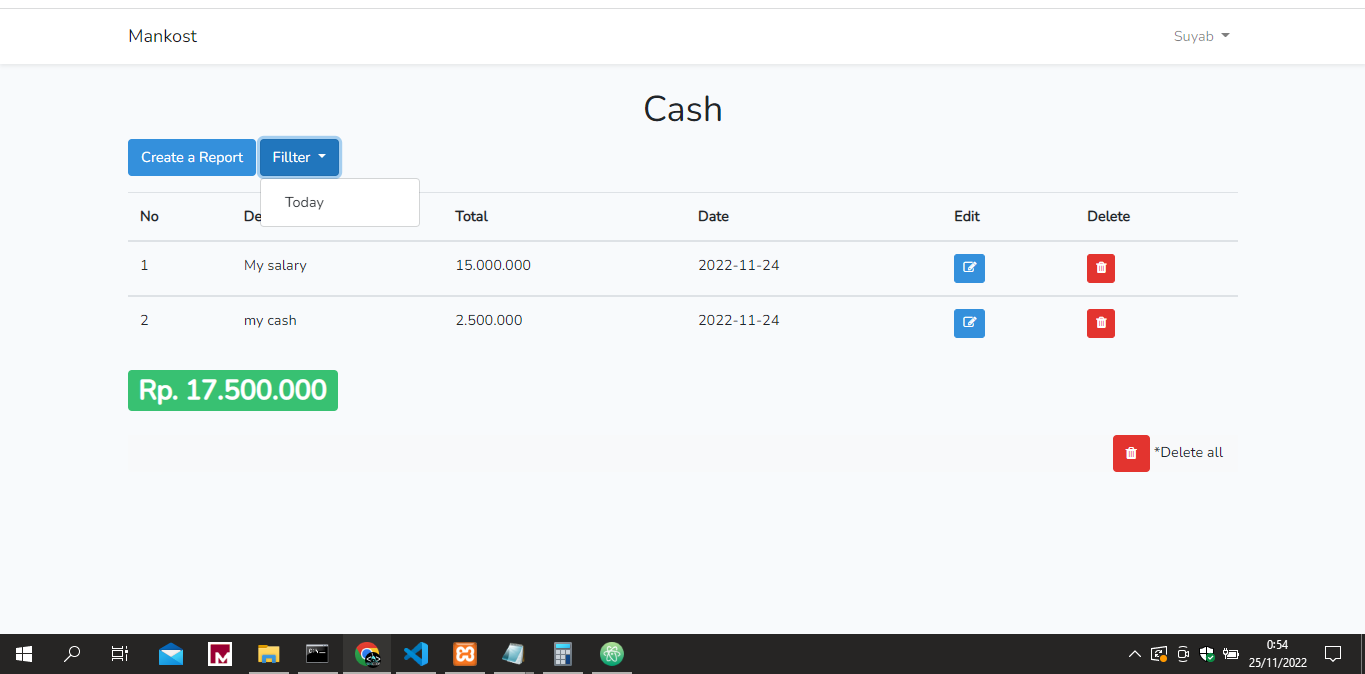 Mankost Suyab
Cash
Create a Report Fillter
Today
No De Total Date Edit Delete
1 My salary 15.000.000 2022-11-24
2 my cash 2.500.000 2022-11-24
Rp. 17.500.000
*Delete all
0:54
25/11/2022